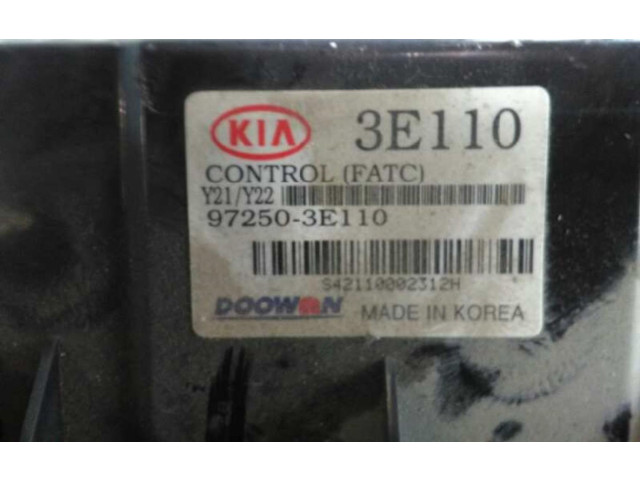 KIA 3E110
CONTROL (FATC)
Y21/Y22
97250-3E110
S42110002312H
DOOWON MADE IN KOREA